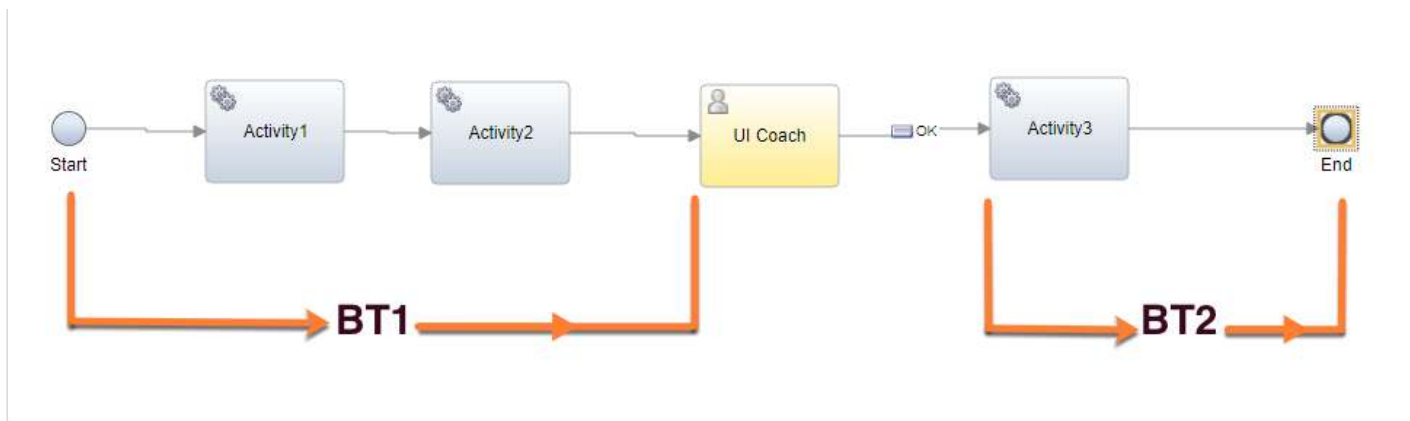 Activity1
Activity2
UI Coach
OK
Activity3
Start
End
BT1
BT2